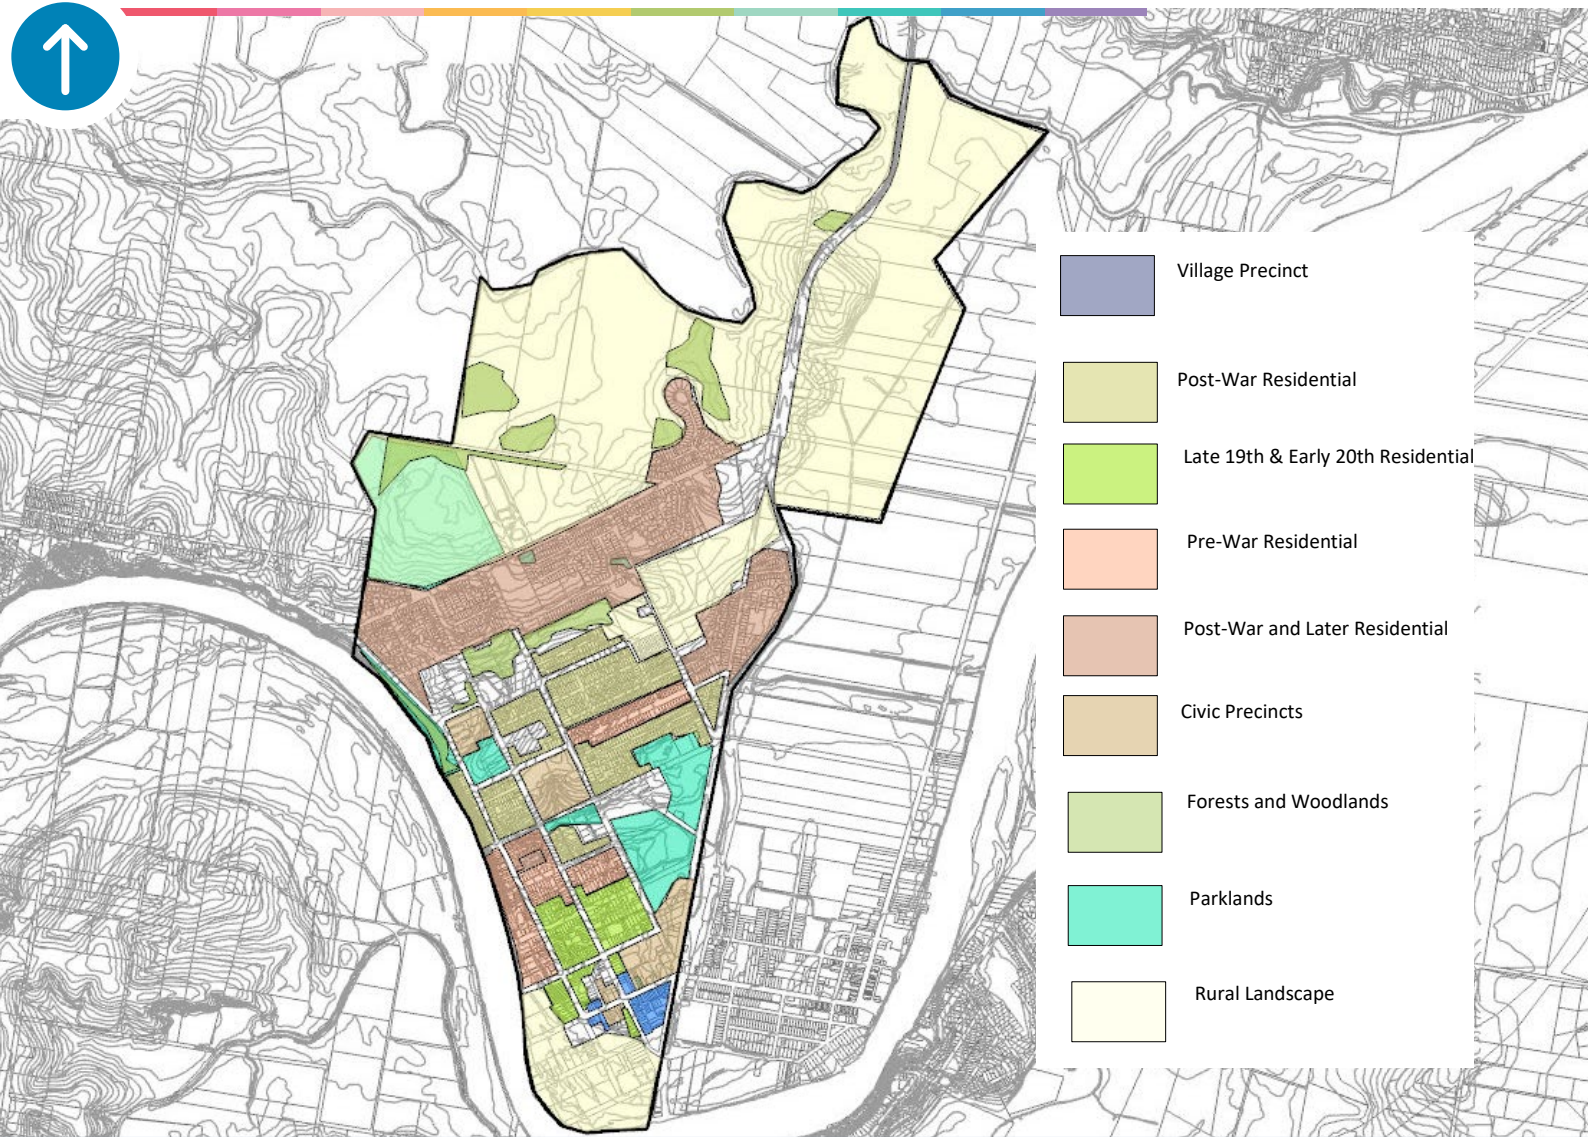 Village Precinct
Post-War Residential
Late 19th & Early 20th Residential
Pre-War Residential
Post-War and Later Residential
Civic Precincts
Forests and Woodlands
Parklands
Rural Landscape